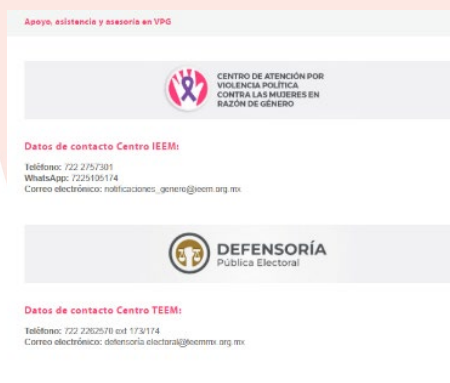 Apoyo, asistencia y asesoría en VPG
CENTRO DE ATENCIÓN POR
VIOLENCIA POLÍTICA
CONTRA LAS MUJERES EN
RAZÓN DE GÉNERO
Datos de contacto Centro IEEM:
Teléfono: 722 2757301
WhatsApp: 7225105174
Correo electrónico: notificaciones_genero@ieem.org.mx
DEFENSORÍA
Pública Electoral
Datos de contacto Centro TEEM:
Teléfono: 722 2262570 ext 173/174
Correo electrónico: defensoria.electoral@teemmx.org.mx